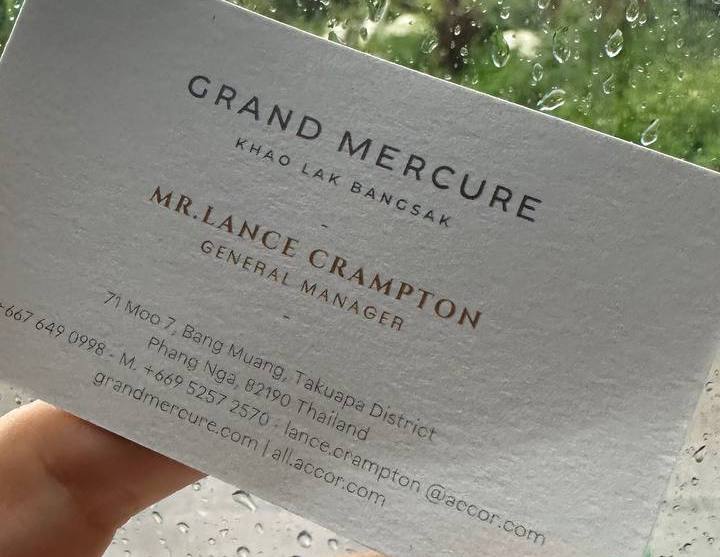 GRAND MERCURE
KHAO LAK BANGSAK
-
MR.LANCE CRAMPTON
GENERAL MANAGER
-
71 Moo 7, Bang Muang, Takuapa District
Phang Nga, 82190 Thailand
+667 649 0998 - M. +669 5257 2570 - lance.crampton @accor.com
grandmercure.com | all.accor.com